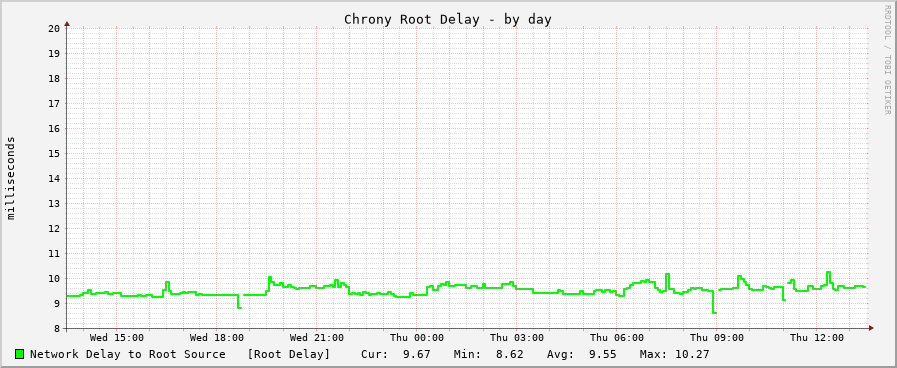 Chrony Root Delay - by day
RRDTOOL / TOBI OETIKER
milliseconds
20
19
18
17
16
15
14
13
12
11
10
9
8
Wed 15:00 Wed 18:00 Wed 21:00 Thu 00:00 Thu 03:00 Thu 06:00 Thu 09:00 Thu 12:00
Network Delay to Root Source [Root Delay] Cur: 9.67 Min: 8.62 Avg: 9.55 Max: 10.27